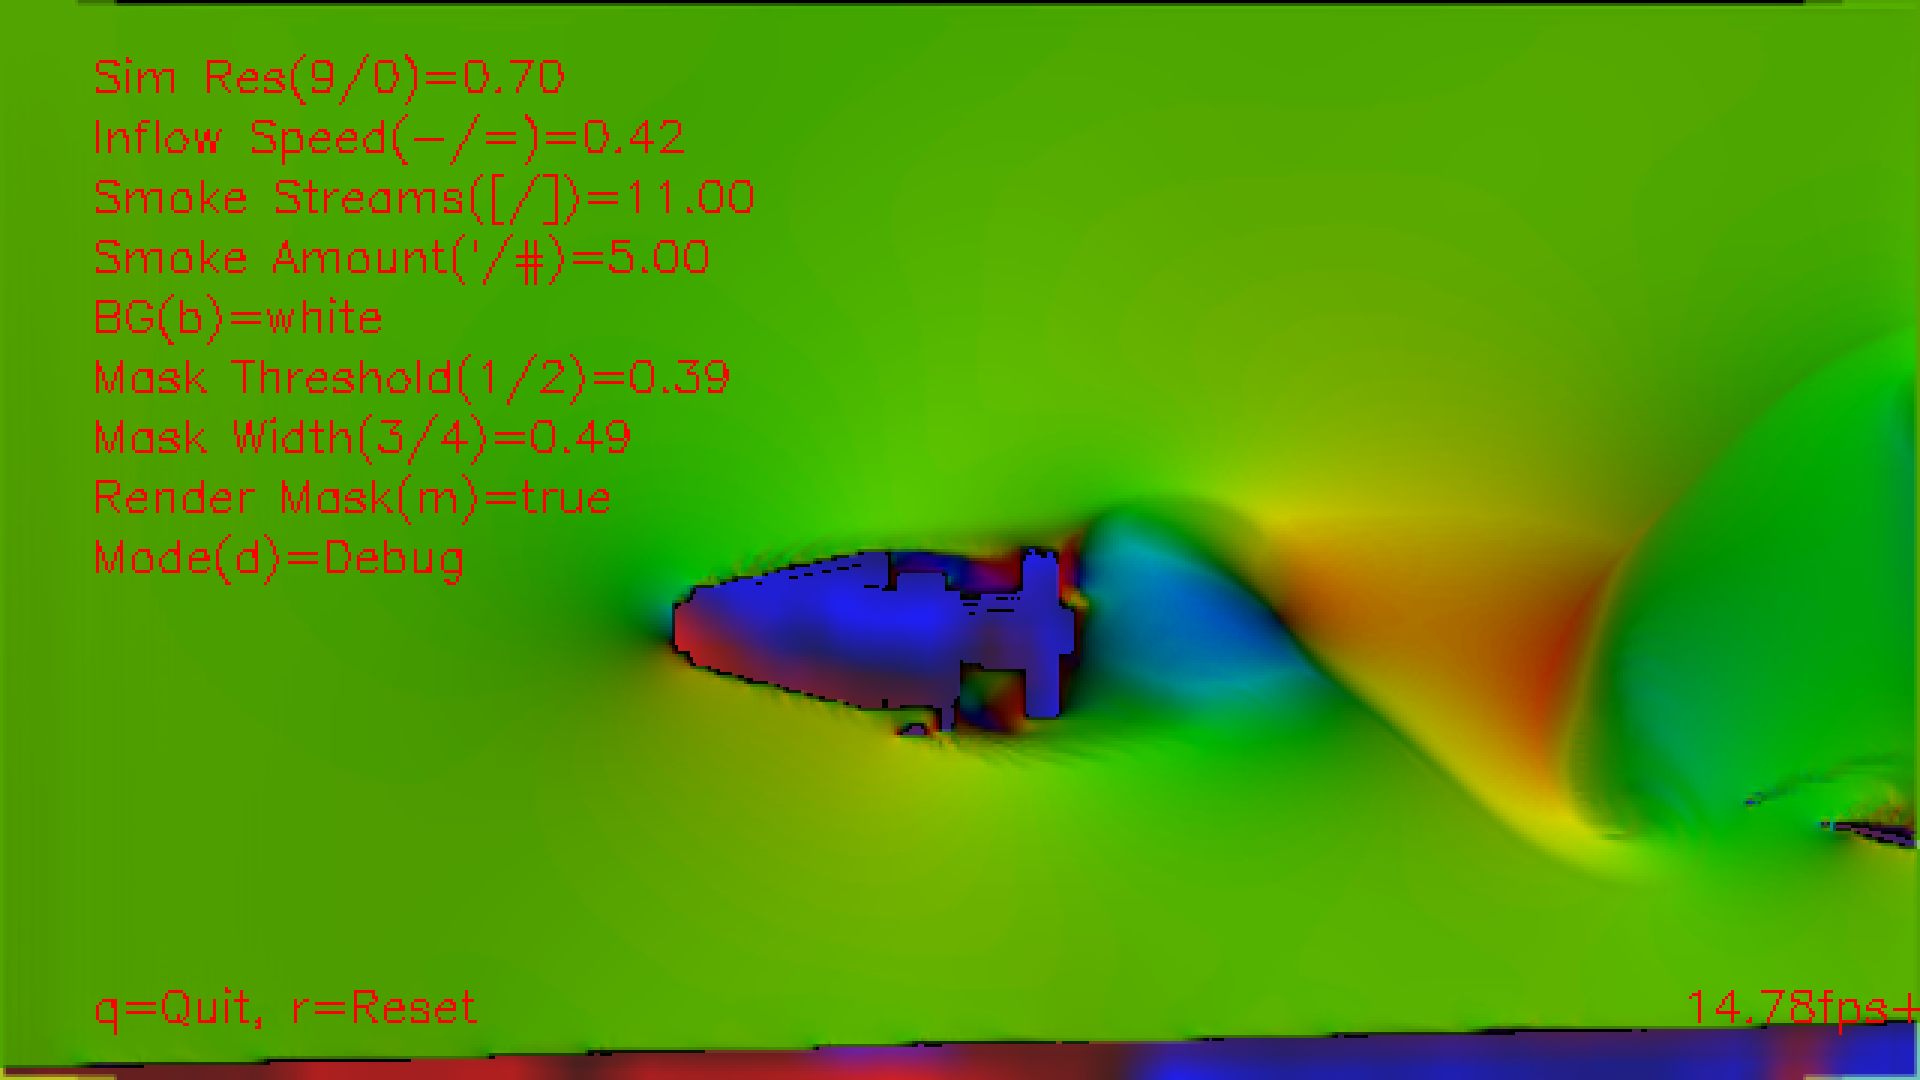 Sim Res(9/0)=0.70
Inflow Speed(-/=)=0.42
Smoke Streams([/])=11.00
Smoke Amount('/#)=5.00
BG(b)=white
Mask Threshold(1/2)=0.39
Mask Width(3/4)=0.49
Render Mask(m)=true
Mode(d)=Debug
q=Quit, r=Reset
14.78fps+